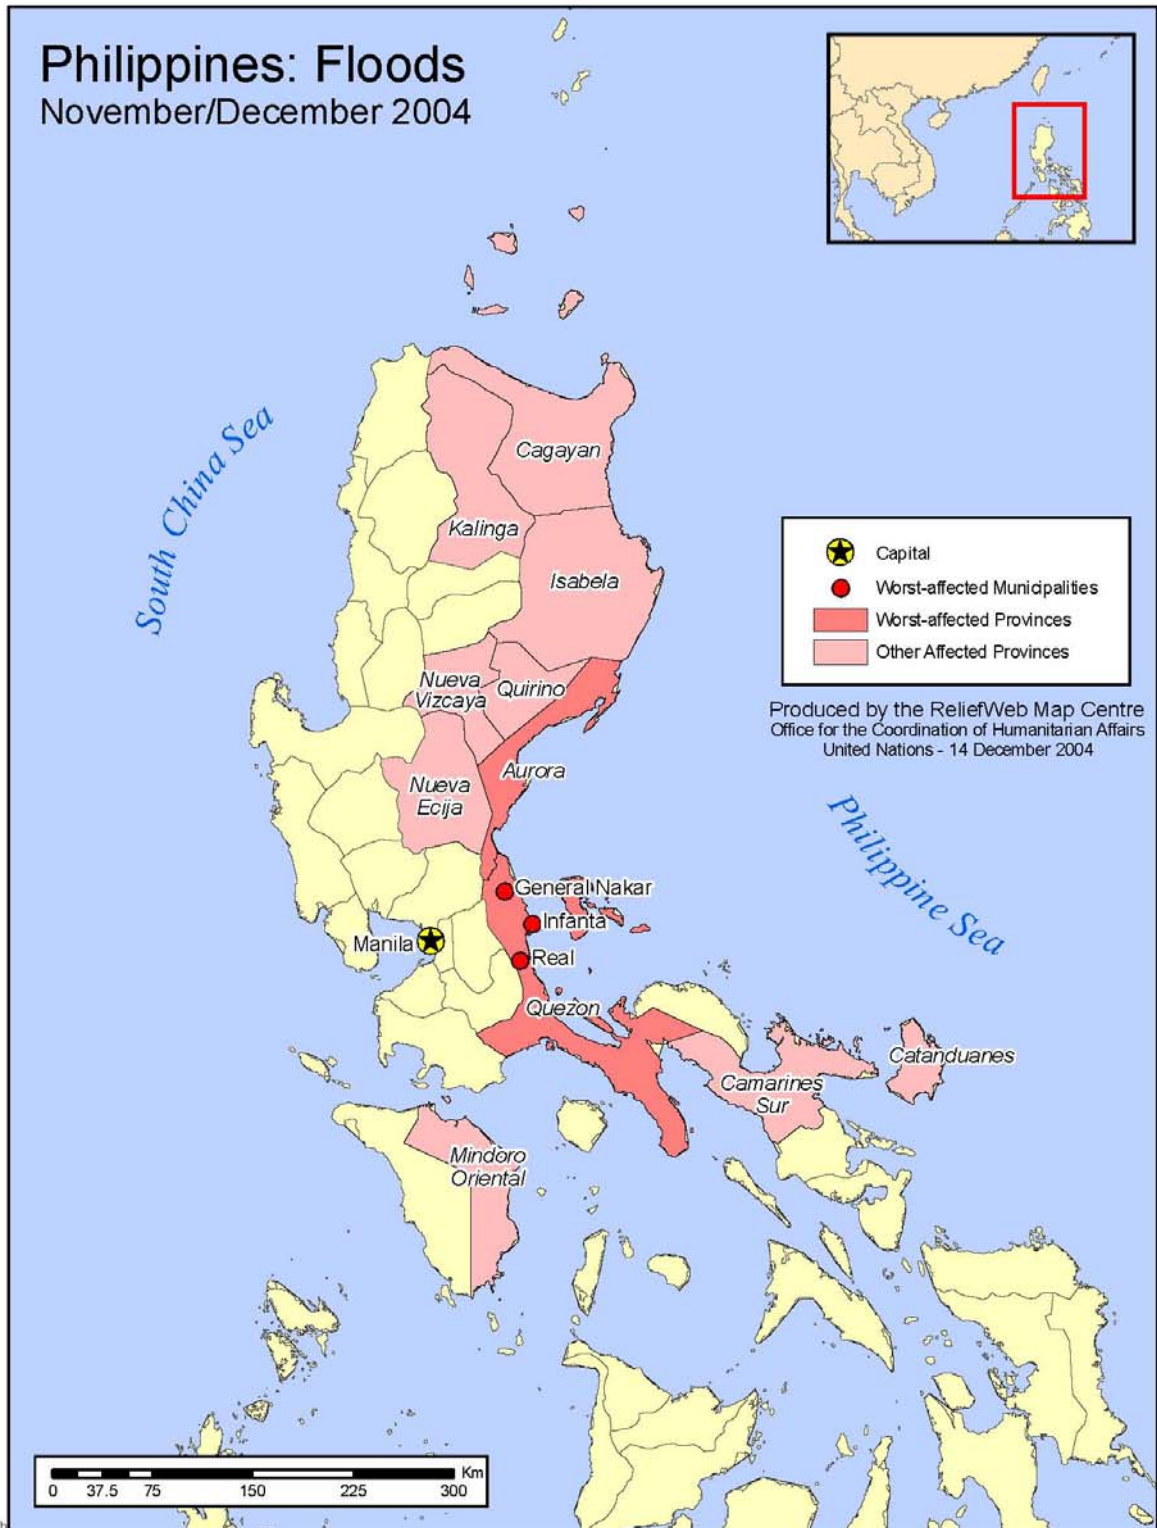 Philippines: Floods
November/December 2004
South China Sea
Cagayan
Kalinga
Isabela
Capital
Worst-affected Municipalities
Worst-affected Provinces
Other Affected Provinces
Nueva
Vizcaya
Quirino
Produced by the ReliefWeb Map Centre
Office for the Coordination of Humanitarian Affairs
United Nations - 14 December 2004
Aurora
Nueva
Ecija
Philippine Sea
General Nakar
Infanta
Manila
Real
Quezon
Catanduanes
Camarines
Sur
Mindoro
Oriental
Km
0 37.5 75 150 225 300